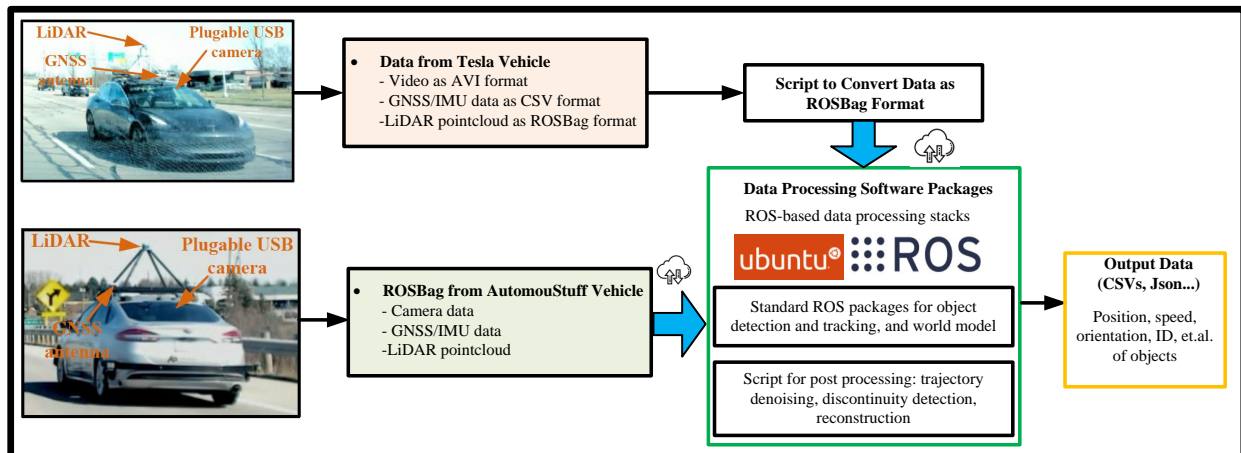 LiDAR
Plugable USB
camera
GNSS
antenna
• Data from Tesla Vehicle
- Video as AVI format
- GNSS/IMU data as CSV format
-LiDAR pointcloud as ROSBag format
Script to Convert Data as
ROSBag Format
LiDAR
Plugable USB
camera
GNSS
antenna
• ROSBag from AutomouStuff Vehicle
- Camera data
- GNSS/IMU data
-LiDAR pointcloud
Data Processing Software Packages
ROS-based data processing stacks
ubuntu
ROS
Standard ROS packages for object
detection and tracking, and world model
Script for post processing: trajectory
denoising, discontinuity detection,
reconstruction
Output Data
(CSVs, Json...)
Position, speed,
orientation, ID, et.al.
of objects